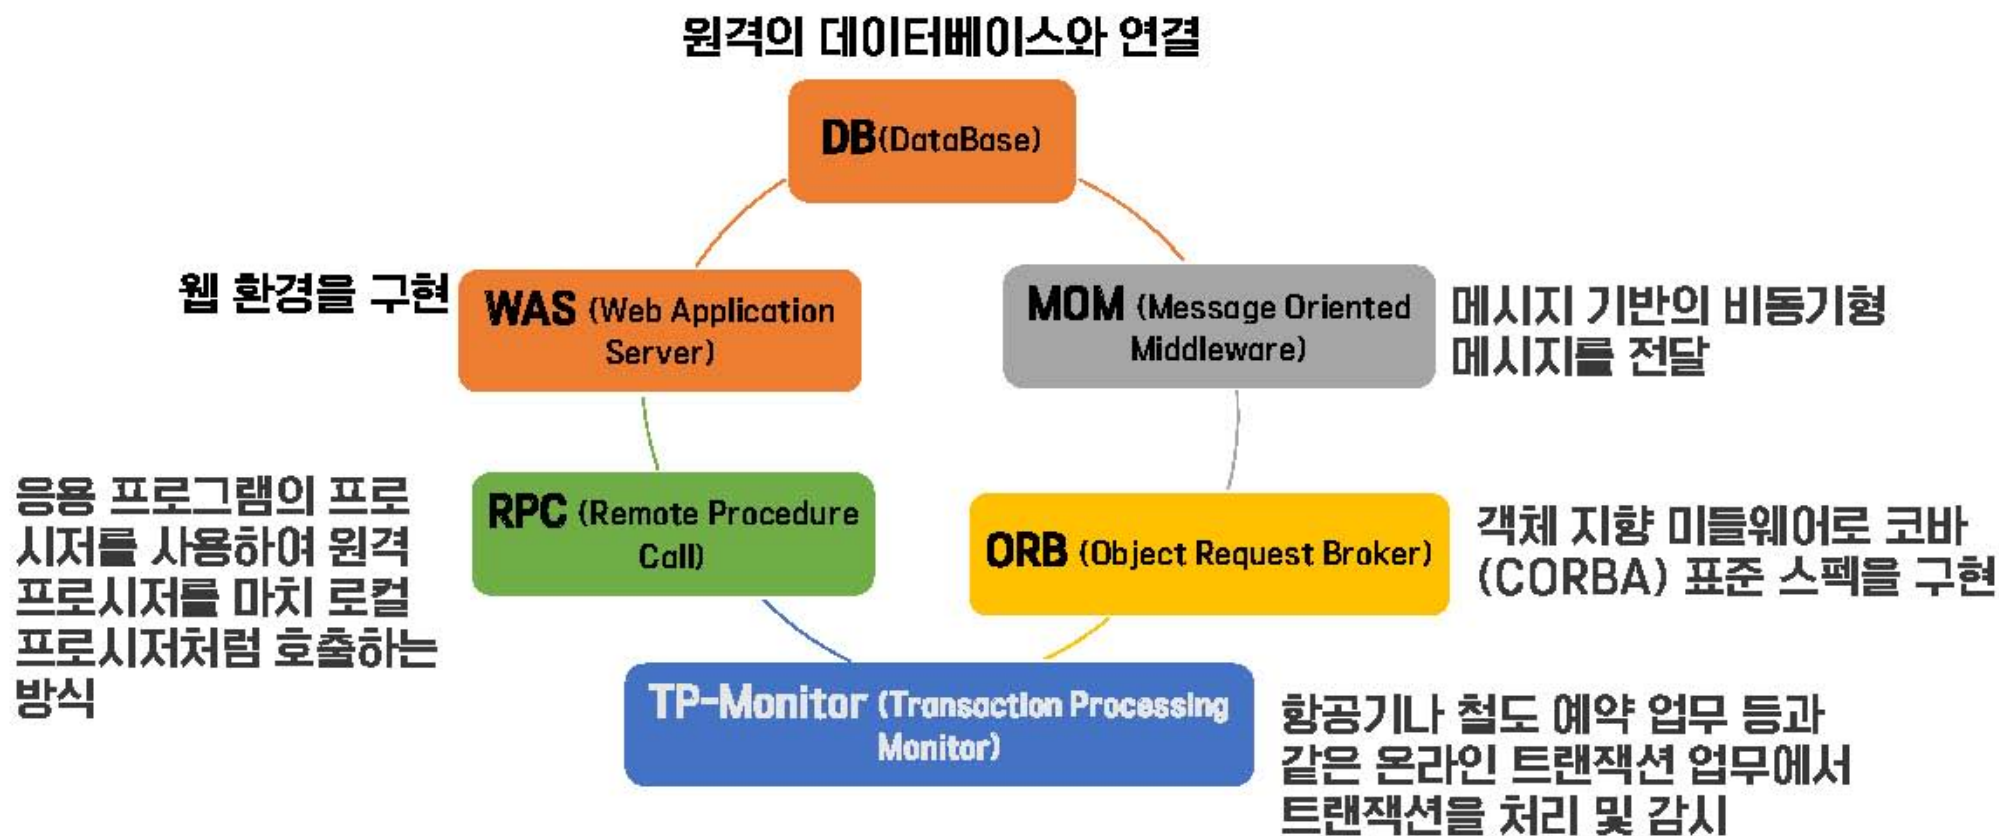 원격의 데이터베이스와 연결
DB(DataBase)
웹 환경을 구현
WAS (Web Application
Server)
MOM (Message Oriented
Middleware)
메시지 기반의 비동기형
메시지를 전달
응용 프로그램의 프로
시저를 사용하여 원격
프로시저를 마치 로컬
프로시저처럼 호출하는
방식
RPC (Remote Procedure
Call)
ORB (Object Request Broker)
객체 지향 미들웨어로 코바
(CORBA) 표준 스펙을 구현
TP-Monitor (Transaction Processing
Monitor)
항공기나 철도 예약 업무 등과
같은 온라인 트랜잭션 업무에서
트랜잭션을 처리 및 감시